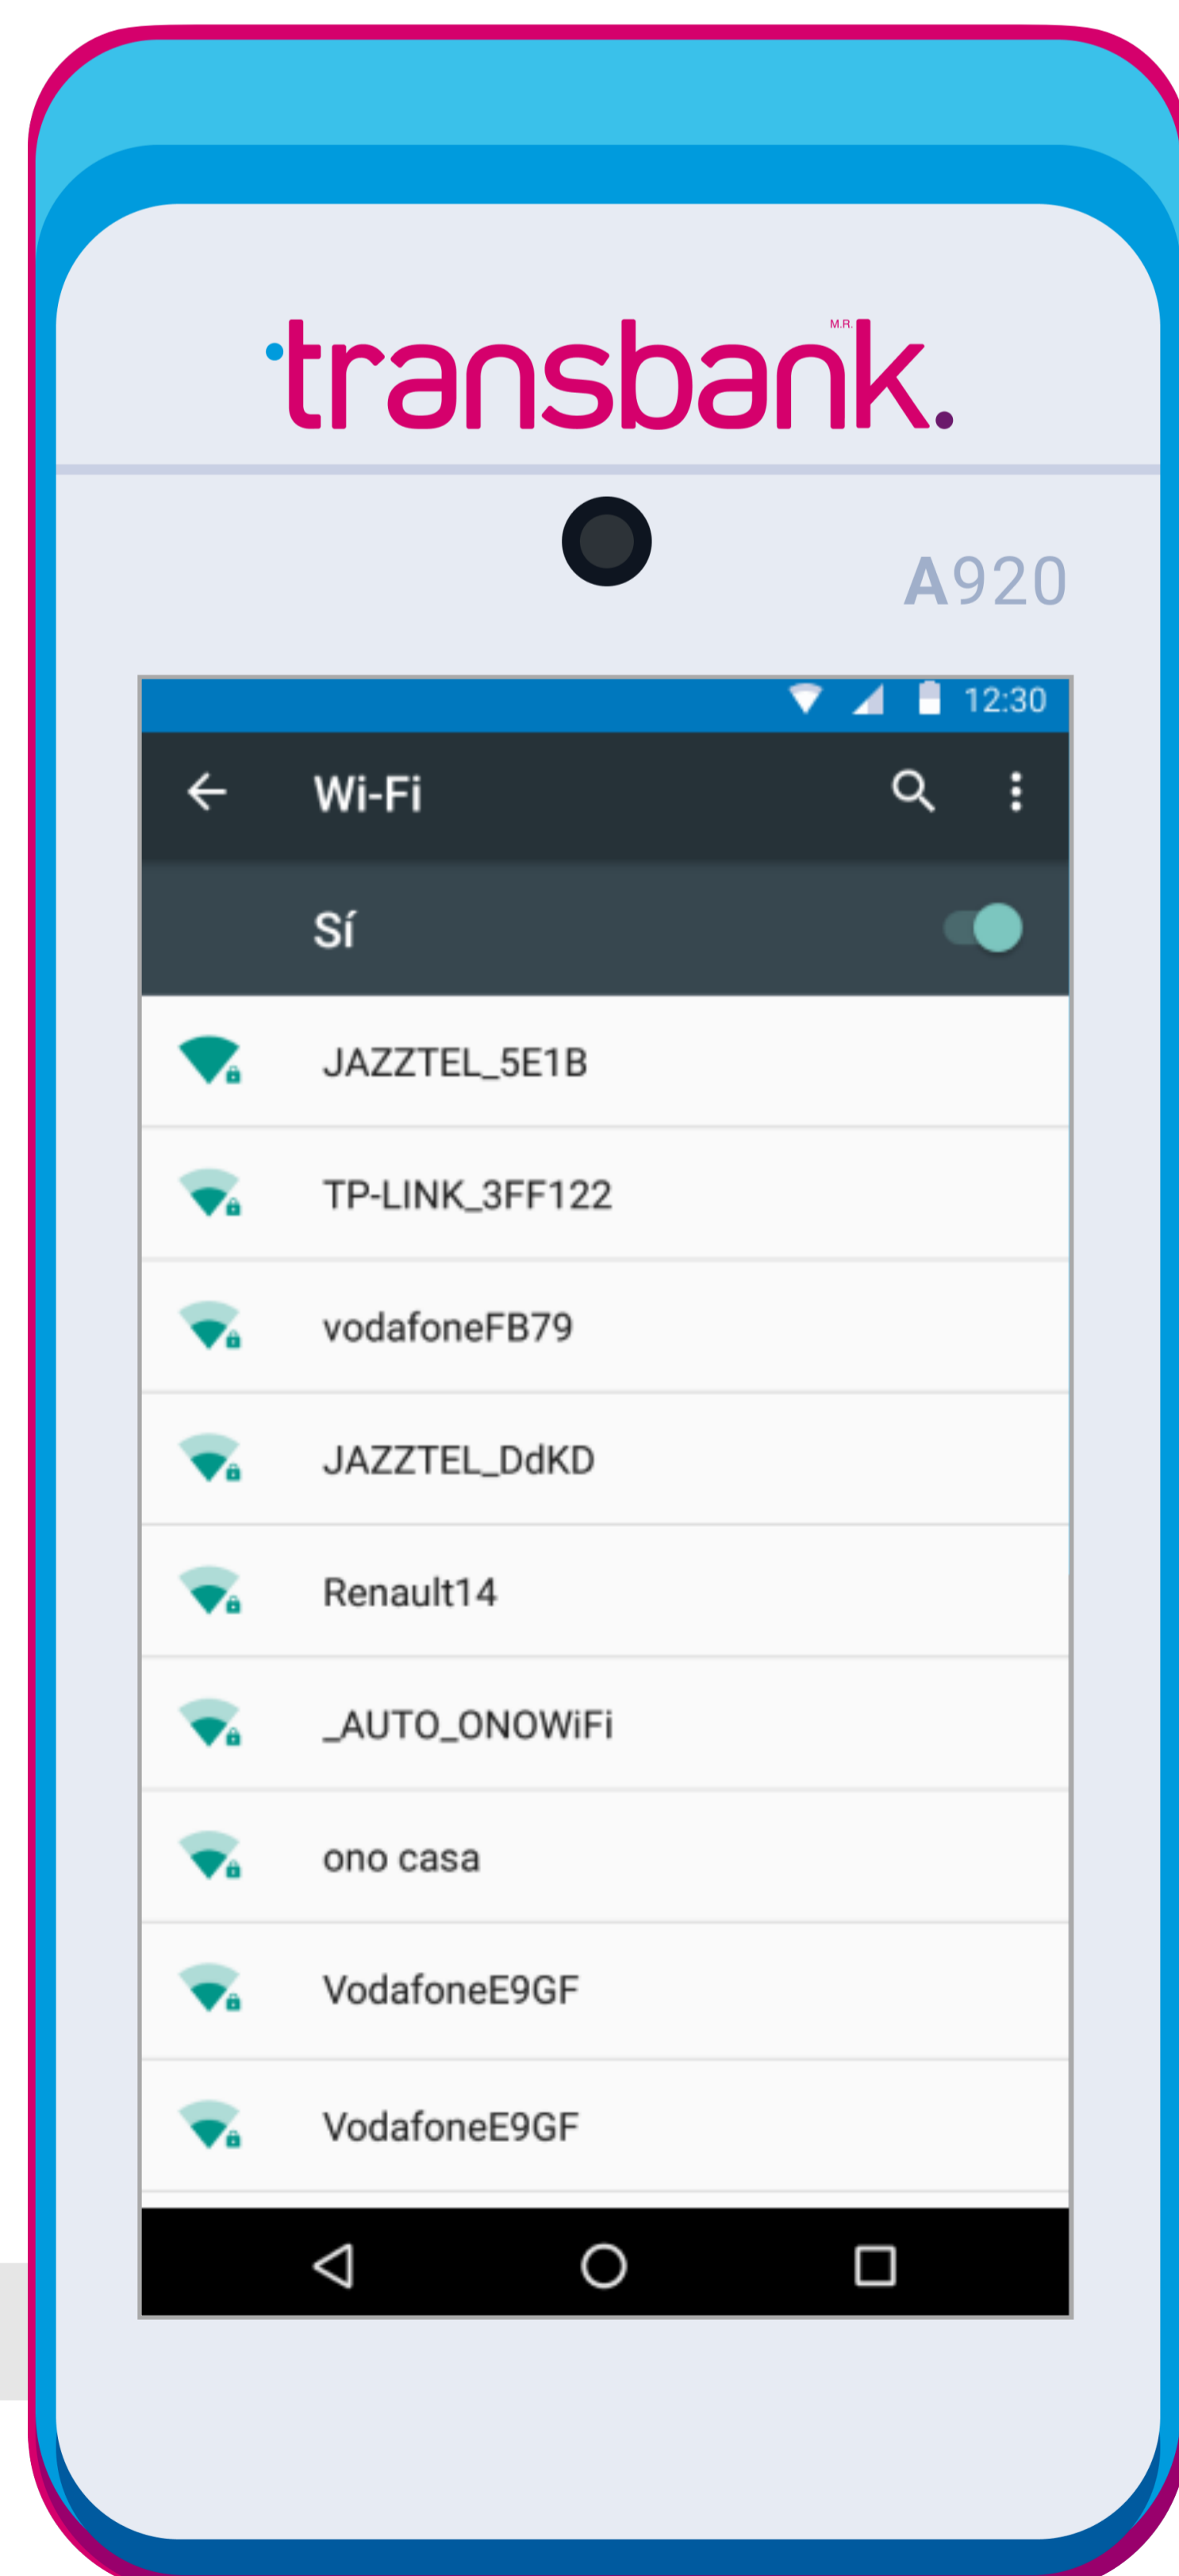 transbank.
M.R.
A920
12:30
Wi-Fi
Sí
JAZZTEL_5E1B
TP-LINK_3FF122
vodafoneFB79
JAZZTEL_DdKD
Renault14
_AUTO_ONOWiFi
ono casa
VodafoneE9GF
VodafoneE9GF